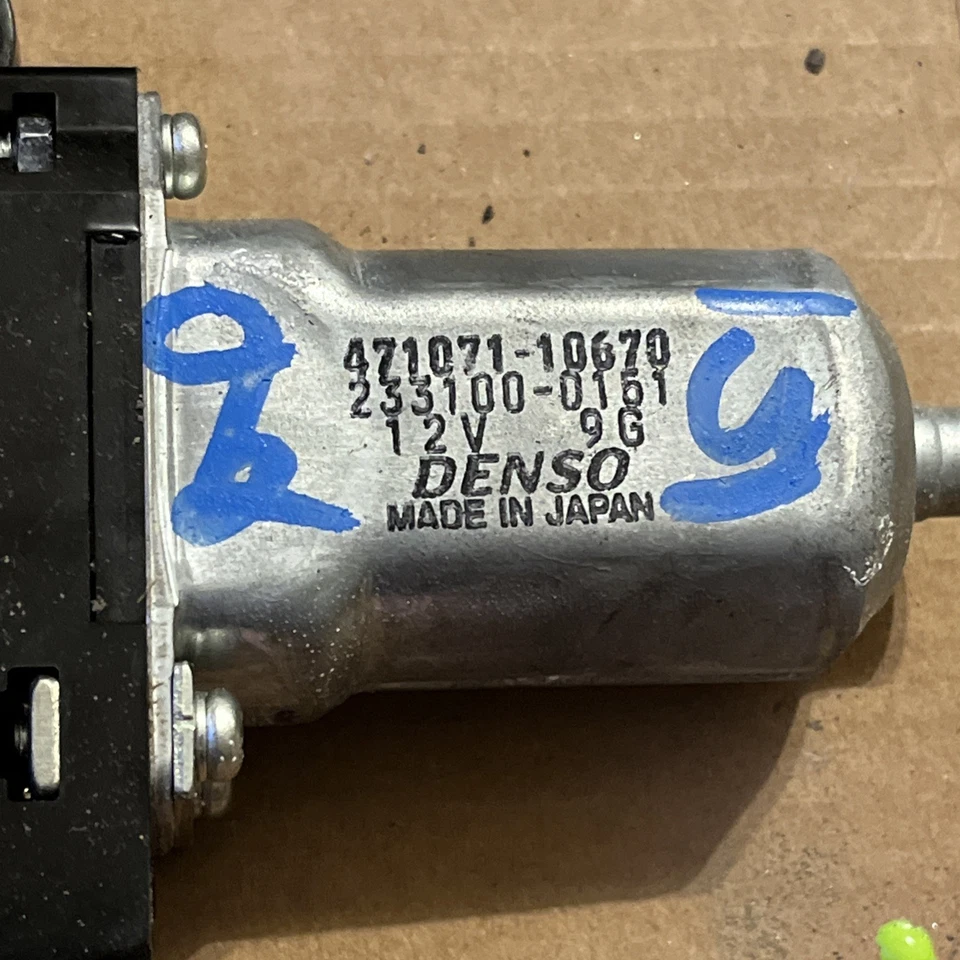 471071-10670
233100-0161
12V 9G
DENSO
MADE IN JAPAN